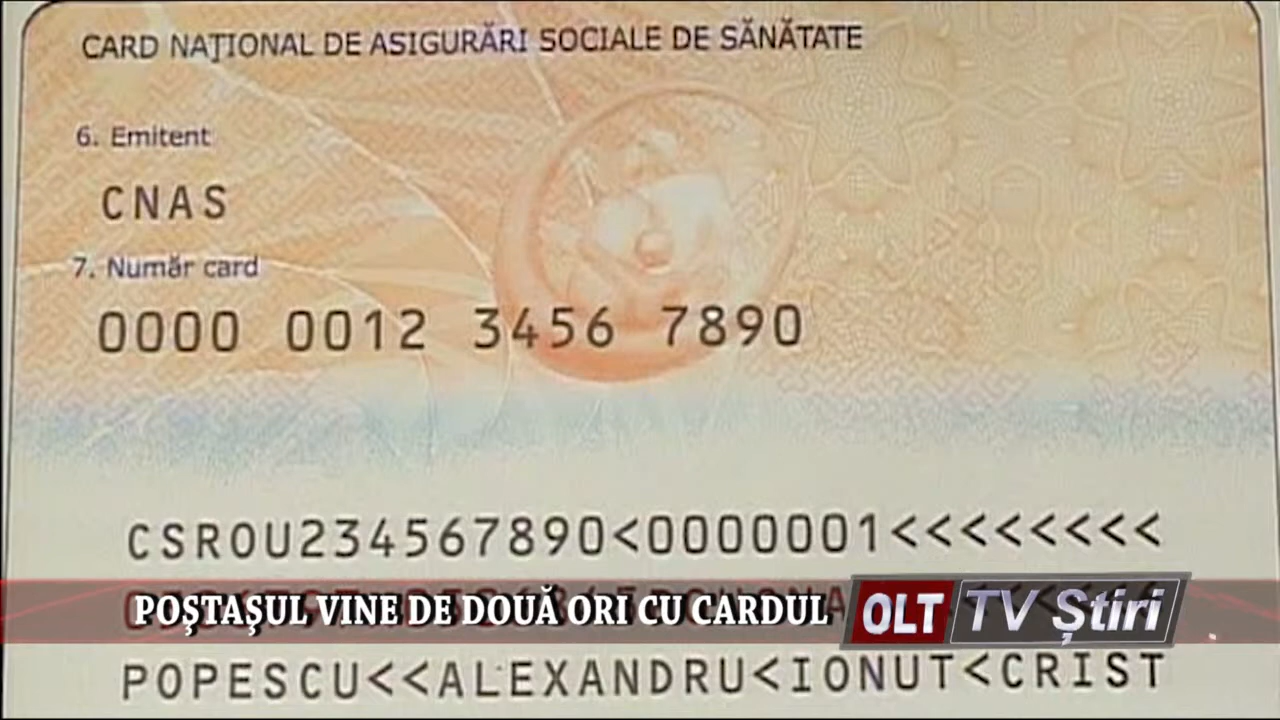 CARD NAŢIONAL DE ASIGURĂRI SOCIALE DE SĂNĂTATE
6. Emitent
CNAS
7. Număr card
0000 0012 3456 7890
CSROU234567890<0000001<<<<<<<<
POŞTAŞUL VINE DE DOUĂ ORI CU CARDUL
OLT TV Ştiri
POPESCU<<ALEXANDRU<IONUT<CRIST